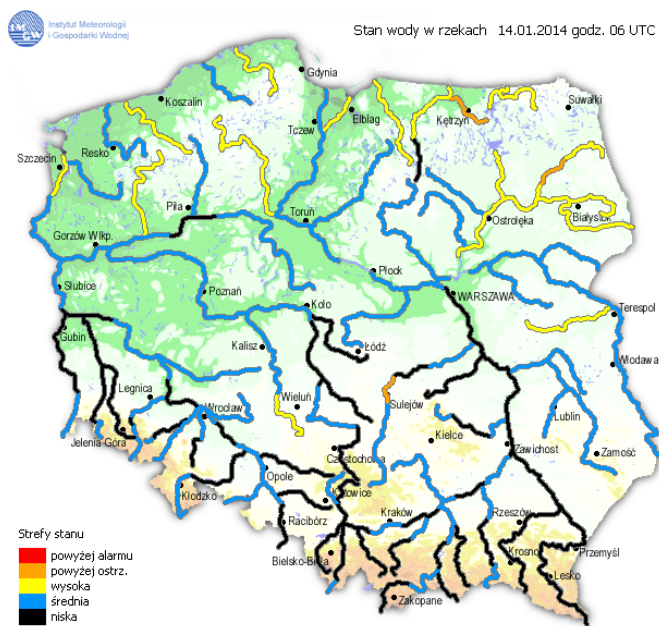 IMGW
Instytut Meteorologii
i Gospodarki Wodnej
Stan wody w rzekach 14.01.2014 godz. 06 UTC
Gdynia
Koszalin
Suwałki
Elbląg
Kętrzyn
Tczew
Resko
Szczecin
Piła
Toruń
Ostrołęka
Białystok
Gorzów Wlkp.
Płock
Słubice
Poznań
Koło
WARSZAWA
Terespol
Gubin
Kalisz
Łódź
Włodawa
Legnica
Wieluń
Sulejów
Wrocław
Lublin
Jelenia Góra
Kielce
Zawichost
Zamość
Częstochowa
Opole
Kłodzko
Katowice
Racibórz
Kraków
Rzeszów
Bielsko-Biała
Krosno
Przemyśl
Lesko
Zakopane
Strefy stanu
powyżej alarmu
powyżej ostrz.
wysoka
średnia
niska